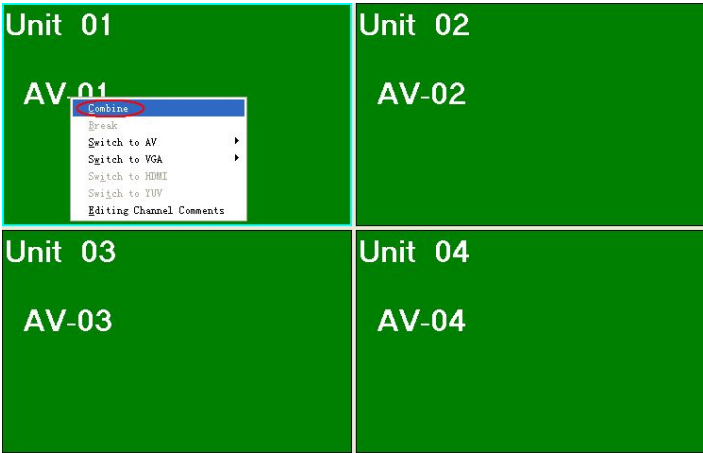 Unit 01
Unit 02
AV-01
AV-02
Combine
Break
Switch to AV
Switch to VGA
Switch to HDMI
Switch to YUV
Editing Channel Comments
Unit 03
Unit 04
AV-03
AV-04